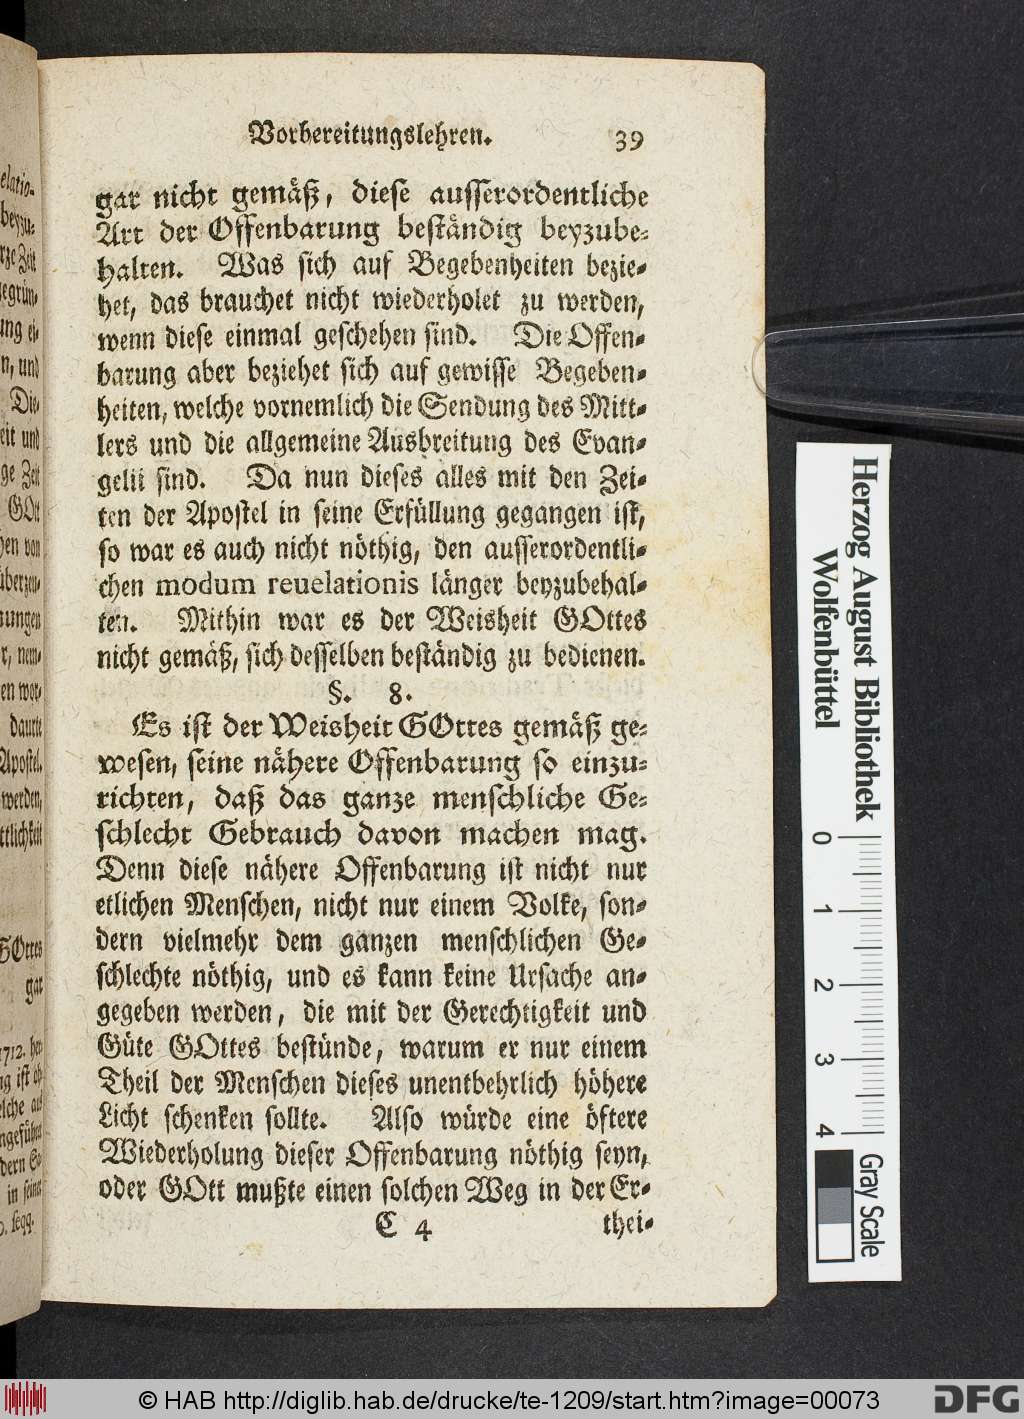 Vorbereitungslehren. 39
gar nicht gemäß, diese ausserordentliche
Art der Offenbarung beständig beyzube-
halten. Was sich auf Begebenheiten bezie-
het, das brauchet nicht wiederholet zu werden,
wenn diese einmal geschehen sind. Die Offen-
barung aber beziehet sich auf gewisse Begeben-
heiten, welche vornemlich die Sendung des Mitt-
lers und die allgemeine Ausbreitung des Evan-
gelii sind. Da nun dieses alles mit den Zei-
ten der Apostel in seine Erfüllung gegangen ist,
so war es auch nicht nöthig, den ausserordentli-
chen modum reuelationis länger beyzubehal-
ten. Mithin war es der Weisheit GOttes
nicht gemäß, sich desselben beständig zu bedienen.
§. 8.
Es ist der Weisheit GOttes gemäß ge-
wesen, seine nähere Offenbarung so einzu-
richten, daß das ganze menschliche Ge-
schlecht Gebrauch davon machen mag.
Denn diese nähere Offenbarung ist nicht nur
etlichen Menschen, nicht nur einem Volke, son-
dern vielmehr dem ganzen menschlichen Ge-
schlechte nöthig, und es kann keine Ursache an-
gegeben werden, die mit der Gerechtigkeit und
Güte GOttes bestünde, warum er nur einem
Theil der Menschen dieses unentbehrlich höhere
Licht schenken sollte. Also würde eine öftere
Wiederholung dieser Offenbarung nöthig seyn,
oder GOtt mußte einen solchen Weg in der Er-
C 4 thei-
Herzog August Bibliothek
Wolfenbüttel
0 1 2 3 4
Gray Scale
© HAB http://diglib.hab.de/drucke/te-1209/start.htm?image=00073
DFG